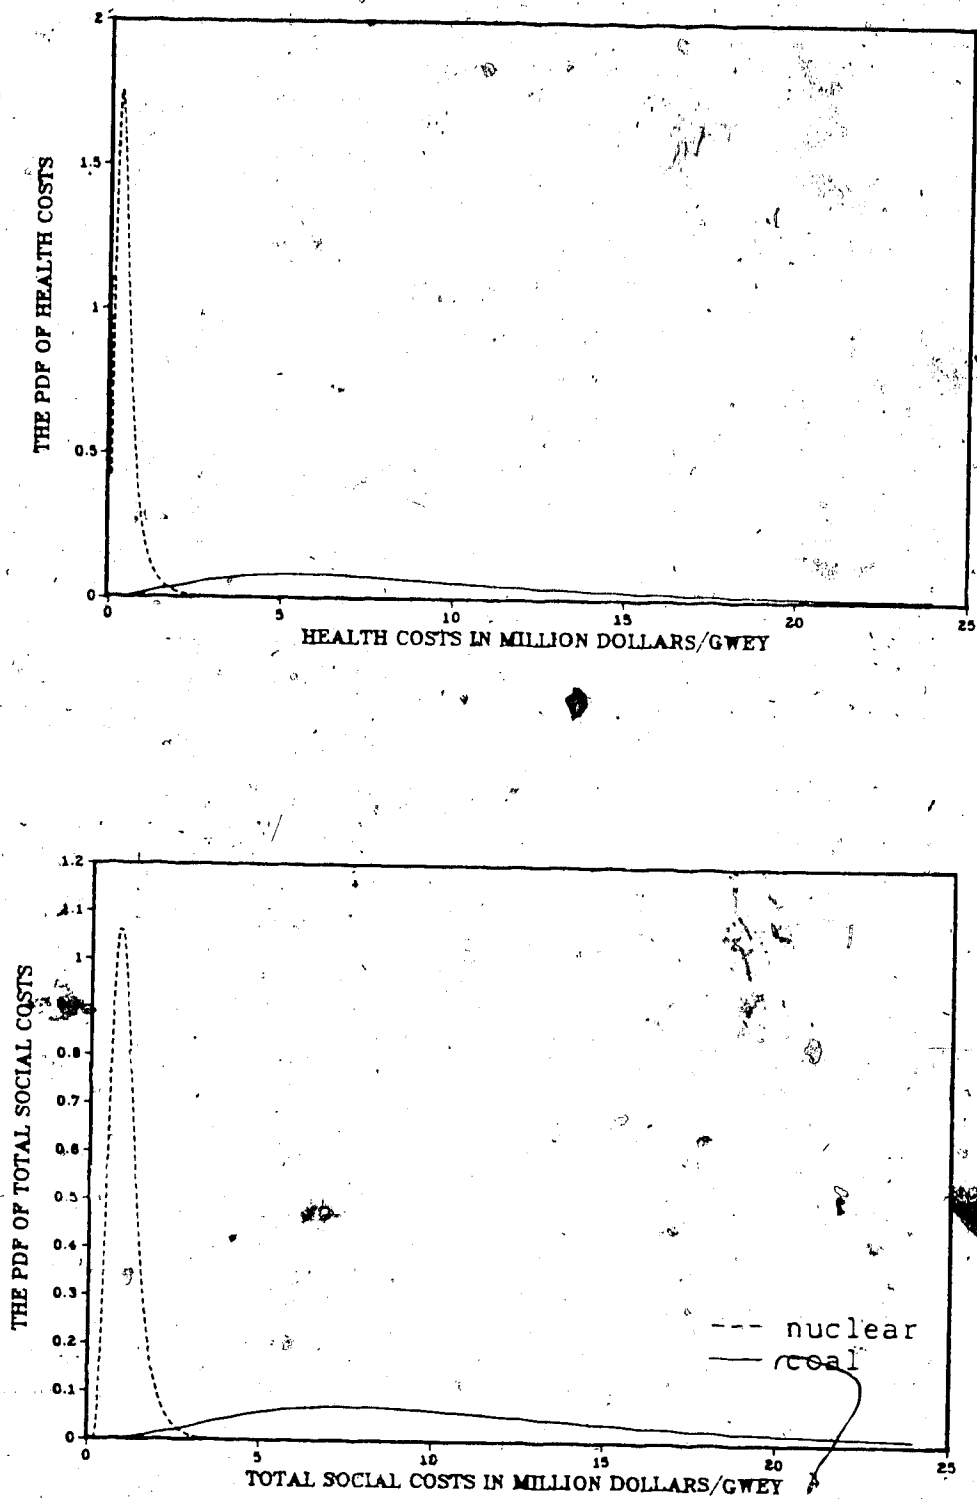 2
1.5
1
0.5
0
THE PDF OF HEALTH COSTS
0 5 10 15 20 25
HEALTH COSTS IN MILLION DOLLARS/GWEY
1.2
1.1
1
0.8
0.7
0.6
0.5
0.4
0.3
0.2
0.1
0
THE PDF OF TOTAL SOCIAL COSTS
--- nuclear
— coal
0 5 10 15 20 25
TOTAL SOCIAL COSTS IN MILLION DOLLARS/GWEY